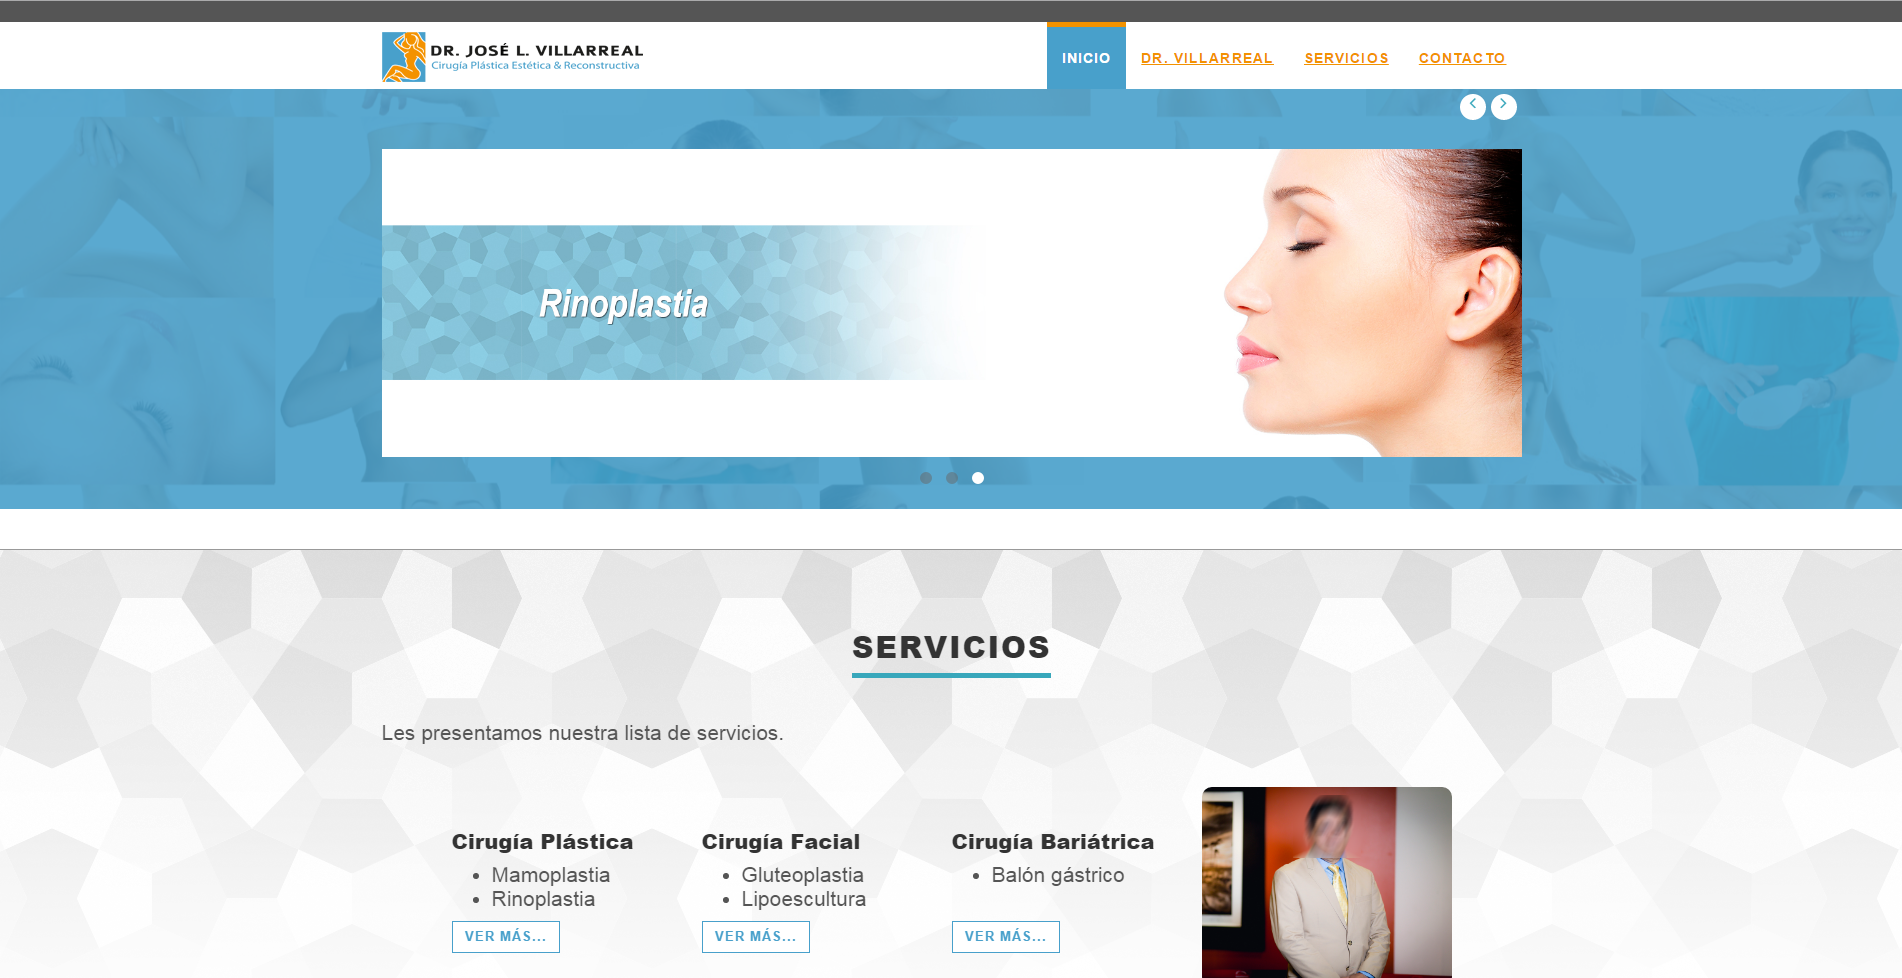 DR. JOSÉ L. VILLARREAL
Cirugía Plástica Estética & Reconstructiva
INICIO
DR. VILLARREAL
SERVICIOS
CONTACTO
Rinoplastia
SERVICIOS
Les presentamos nuestra lista de servicios.
Cirugía Plástica
• Mamoplastia
• Rinoplastia
VER MÁS...
Cirugía Facial
• Gluteoplastia
• Lipoescultura
VER MÁS...
Cirugía Bariátrica
• Balón gástrico
VER MÁS...